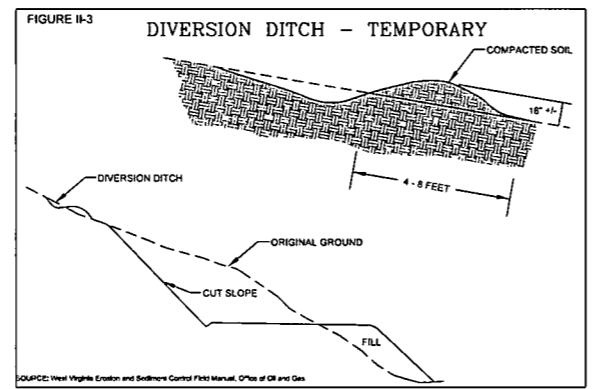 FIGURE II-3
DIVERSION DITCH - TEMPORARY
COMPACTED SOIL
18" +/-
4 - 8 FEET
DIVERSION DITCH
ORIGINAL GROUND
CUT SLOPE
FILL
SOURCE: West Virginia Erosion and Sediment Control Field Manual, Office of Oil and Gas